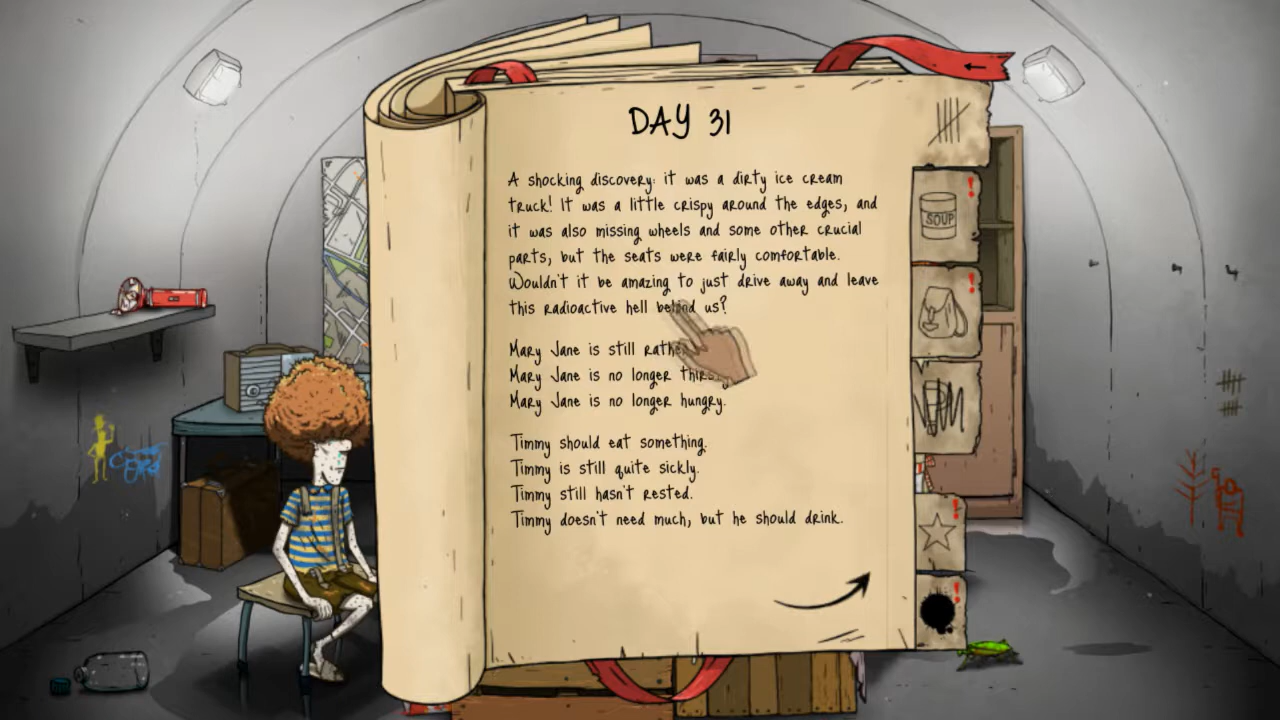 DAY 31
A shocking discovery: it was a dirty ice cream
truck! It was a little crispy around the edges, and
it was also missing wheels and some other crucial
parts, but the seats were fairly comfortable.
Wouldn't it be amazing to just drive away and leave
this radioactive hell behind us?
Mary Jane is still
Mary Jane is no longer
Mary Jane is no longer hungry.
Timmy should eat something.
Timmy is still quite sickly.
Timmy still hasn't rested.
Timmy doesn't need much, but he should drink.
SOUP